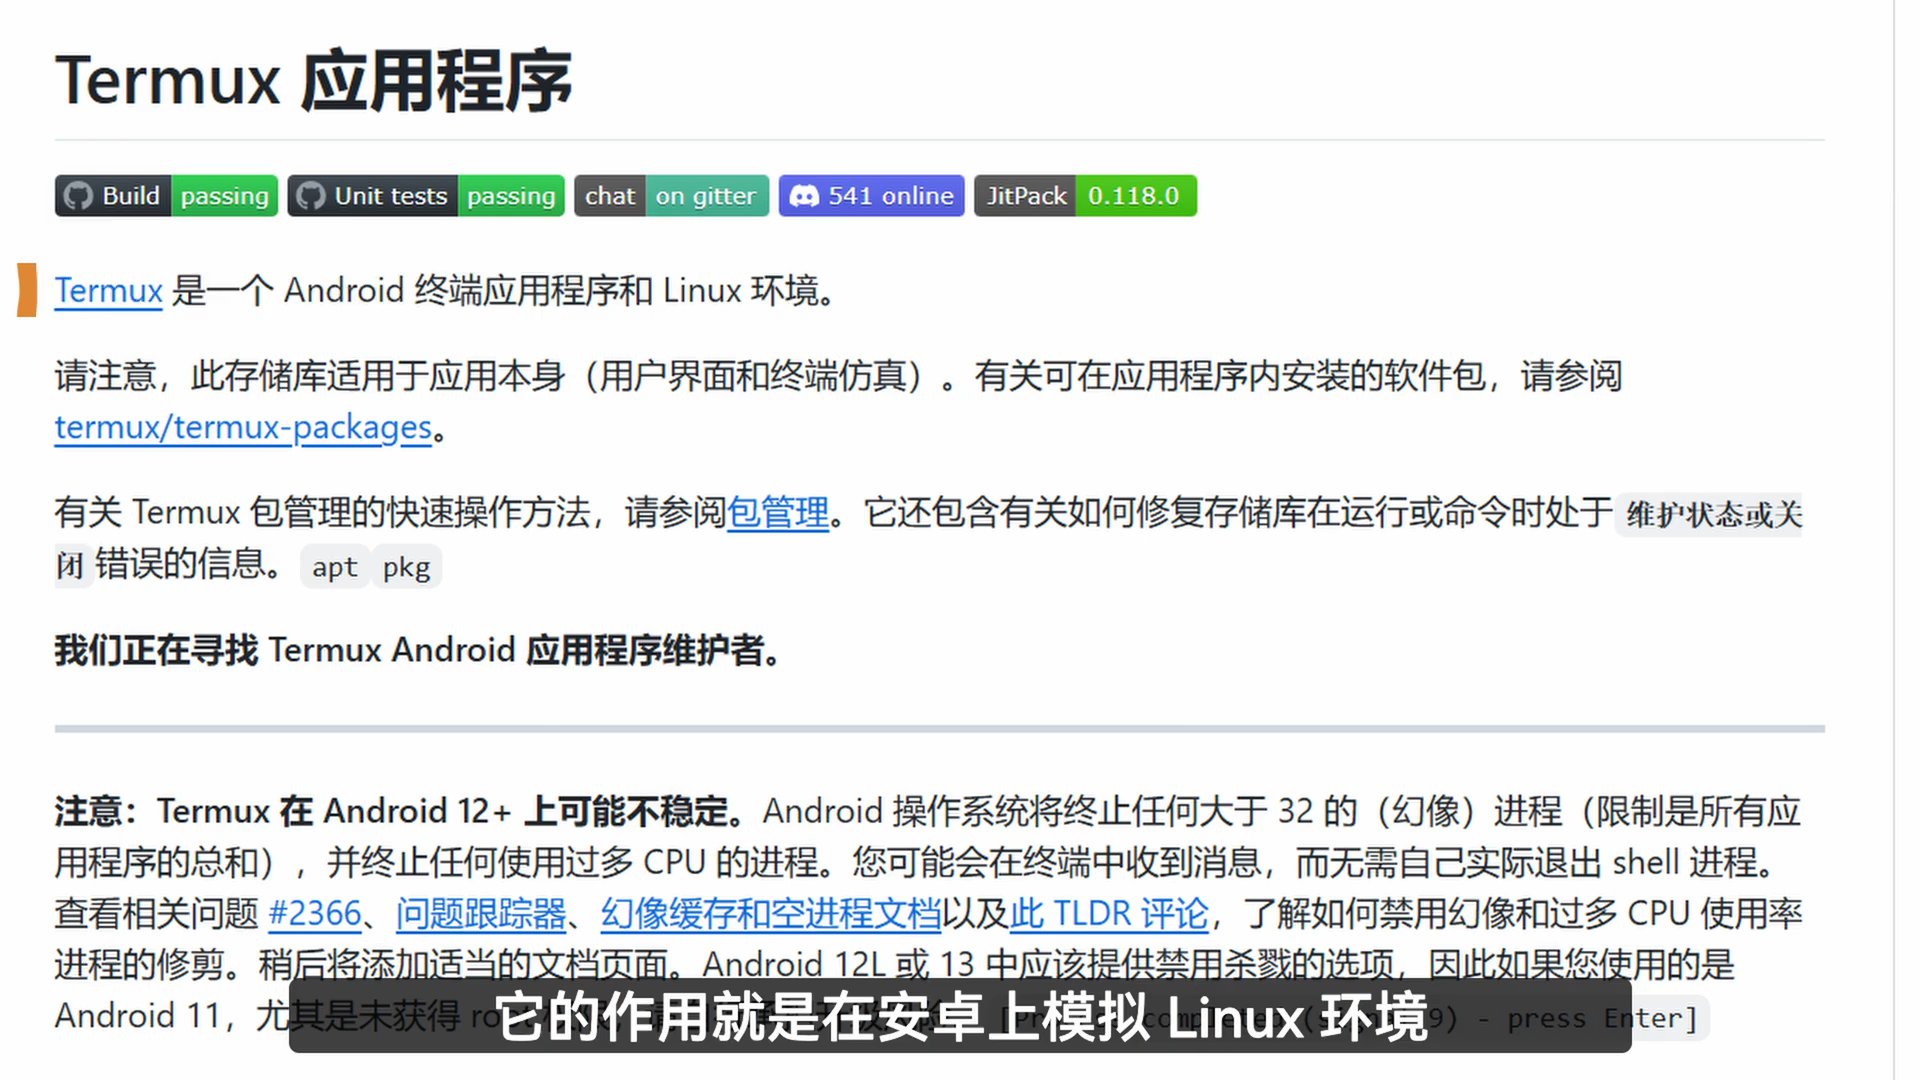 Termux 应用程序
Build passing Unit tests passing chat on gitter 541 online JitPack 0.118.0
Termux 是一个 Android 终端应用程序和 Linux 环境。
请注意，此存储库适用于应用本身（用户界面和终端仿真）。有关可在应用程序内安装的软件包，请参阅
termux/termux-packages。
有关 Termux 包管理的快速操作方法，请参阅包管理。它还包含有关如何修复存储库在运行或命令时处于 维护状态或关
闭 错误的信息。 apt pkg
我们正在寻找 Termux Android 应用程序维护者。
注意：Termux 在 Android 12+ 上可能不稳定。Android 操作系统将终止任何大于 32 的（幻像）进程（限制是所有应
用程序的总和），并终止任何使用过多 CPU 的进程。您可能会在终端中收到消息，而无需自己实际退出 shell 进程。
查看相关问题 #2366、问题跟踪器、幻像缓存和空进程文档以及此 TLDR 评论，了解如何禁用幻像和过多 CPU 使用率
进程的修剪。稍后将添加适当的文档页面。Android 12L 或 13 中应该提供禁用杀戮的选项，因此如果您使用的是
Android 11，尤其是未获得 9) - press Enter]
它的作用就是在安卓上模拟 Linux 环境